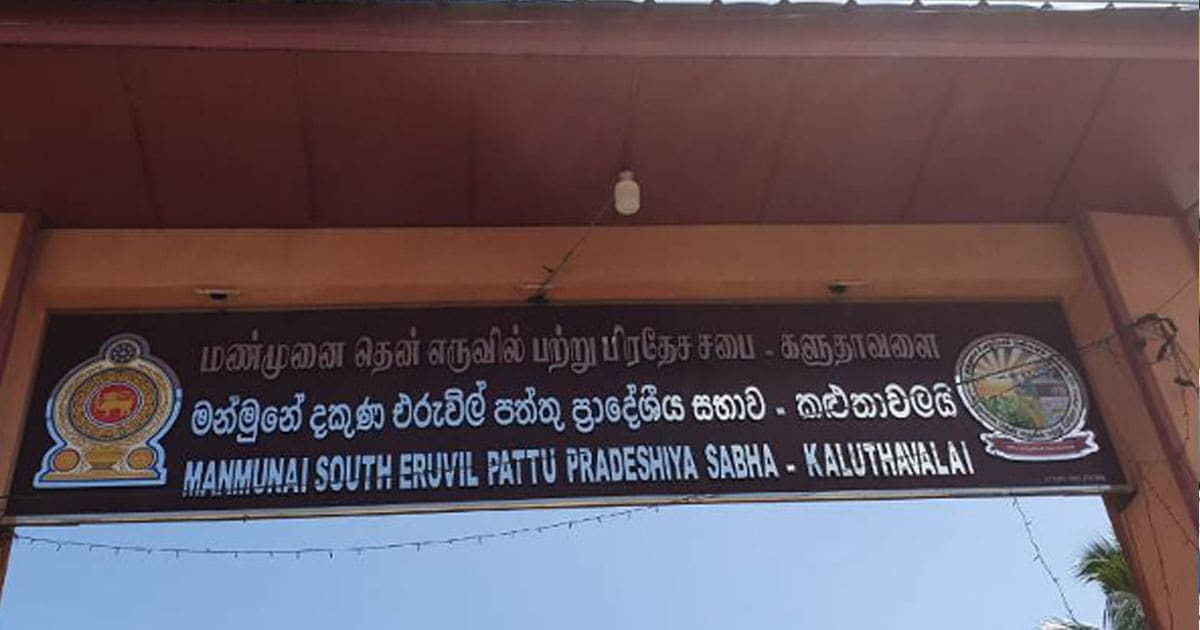 மண்முனை தென் எருவில் பற்று பிரதேச சபை - களுதாவளை
මන්මුනේ දකුණ එරුවිල් පත්තු ප්‍රාදේශීය සභාව - කළුතාවලයි
MANMUNAI SOUTH ERUVIL PATTU PRADESHIYA SABHA - KALUTHAVALAI